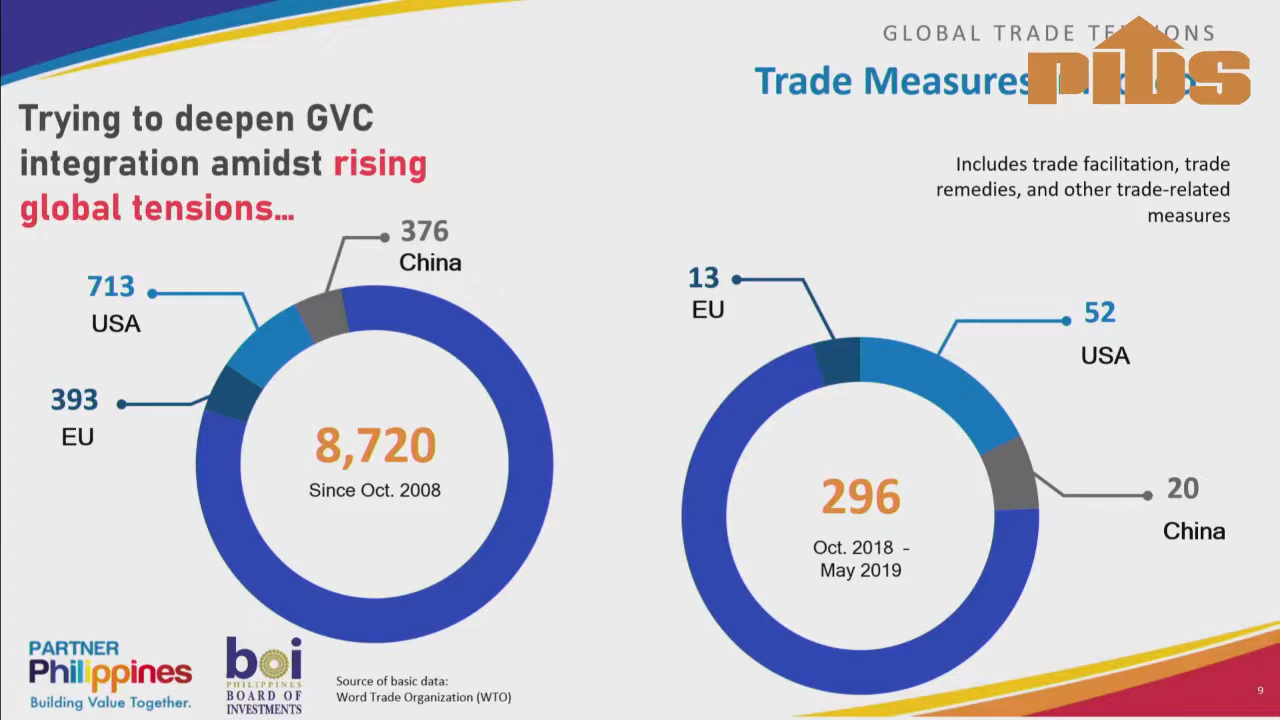 GLOBAL TRADE
Trade Measures
PIDS
Trying to deepen GVC
integration amidst rising
global tensions...
Includes trade facilitation, trade
remedies, and other trade-related
measures
376
China
713
USA
393
EU
8,720
Since Oct. 2008
13
EU
52
USA
296
Oct. 2018 -
May 2019
20
China
PARTNER
Philippines
Building Value Together.
boi
PHILIPPINES
BOARD OF
INVESTMENTS
Source of basic data:
Word Trade Organization (WTO)
9